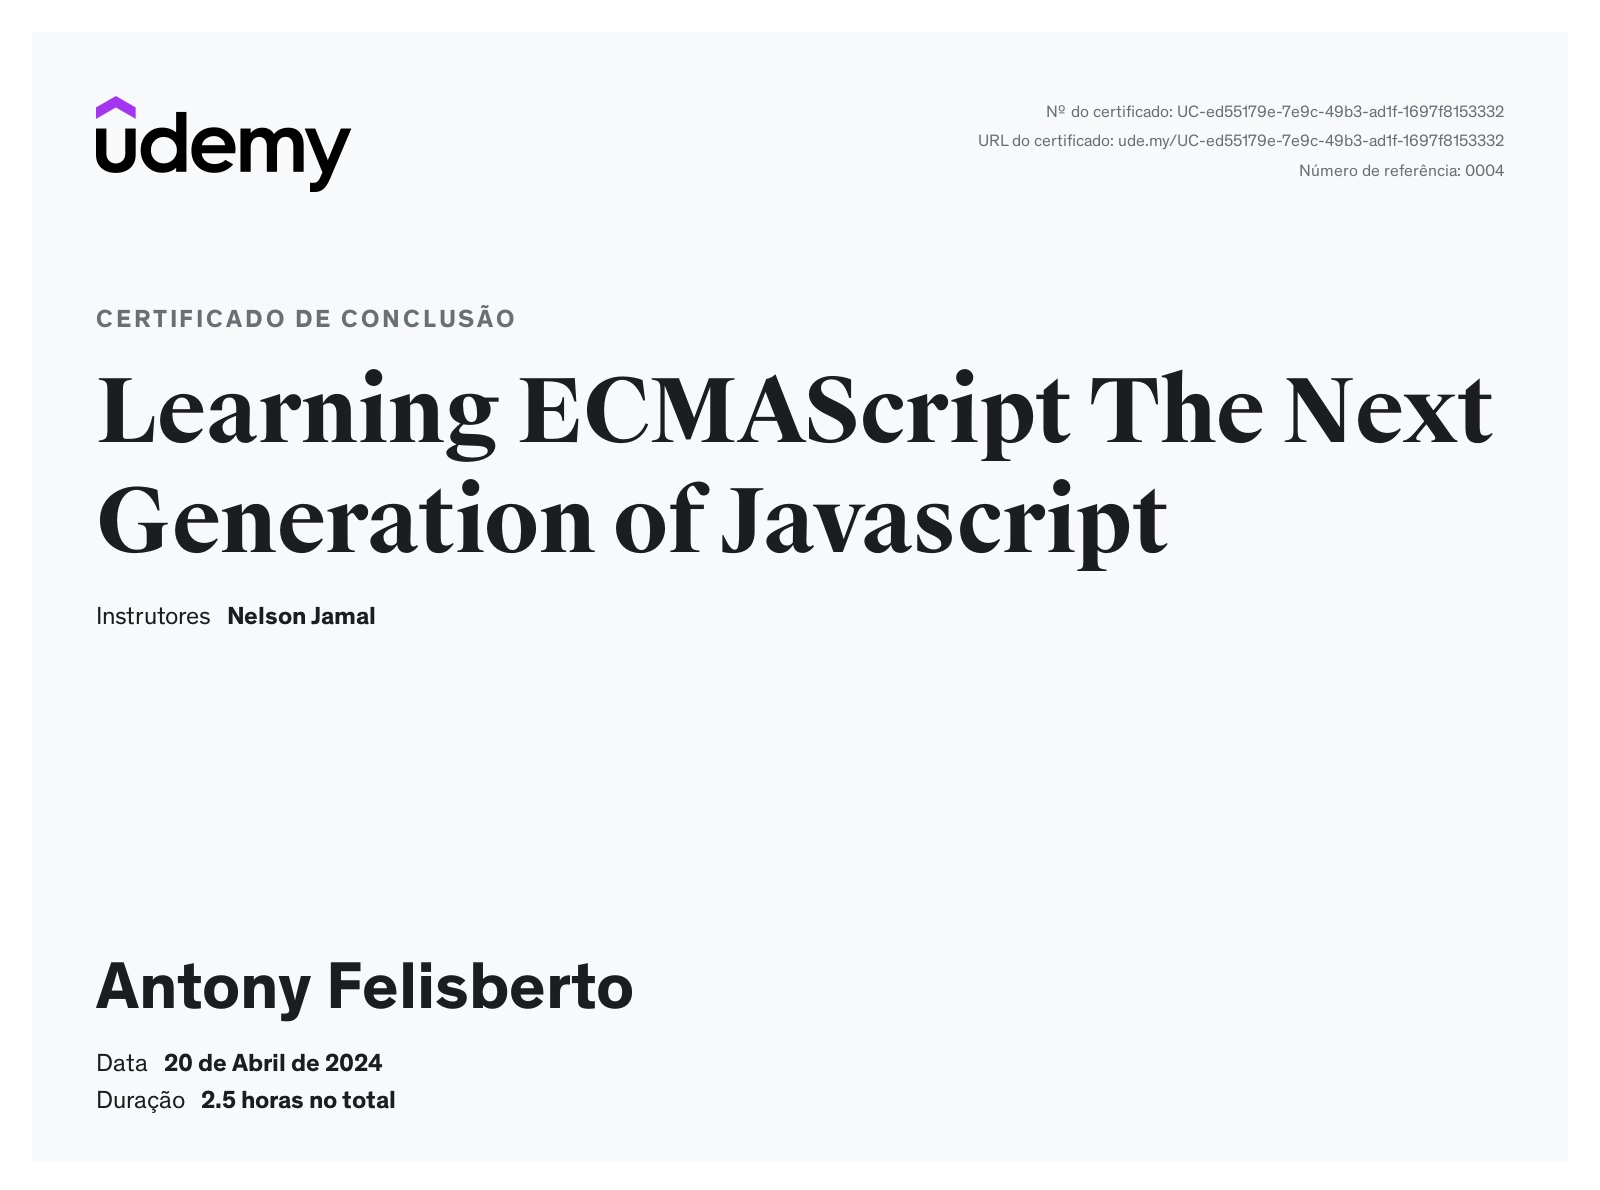 udemy
Nº do certificado: UC-ed55179e-7e9c-49b3-ad1f-1697f8153332
URL do certificado: ude.my/UC-ed55179e-7e9c-49b3-ad1f-1697f8153332
Número de referência: 0004
CERTIFICADO DE CONCLUSÃO
Learning ECMAScript The Next
Generation of Javascript
Instrutores Nelson Jamal
Antony Felisberto
Data 20 de Abril de 2024
Duração 2.5 horas no total